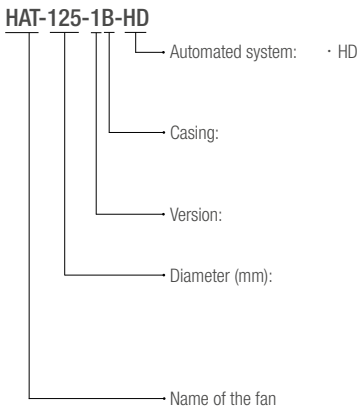 HAT-125-1B-HD
Automated system: · HD
Casing:
Version:
Diameter (mm):
Name of the fan